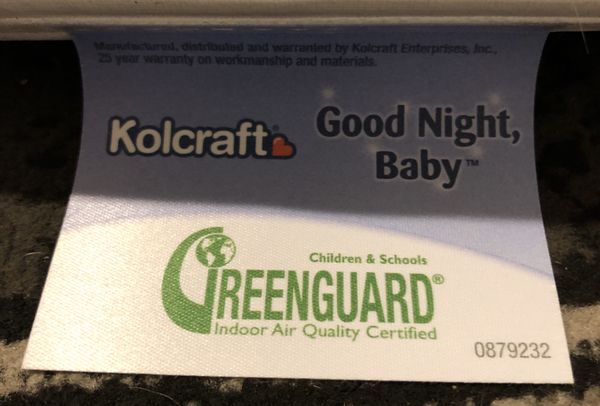 Manufactured, distributed and warranted by Kolcraft Enterprises, Inc.,
25 year warranty on workmanship and materials.
Kolcraft®
Good Night,
Baby™
Children & Schools
GREENGUARD®
Indoor Air Quality Certified
0879232